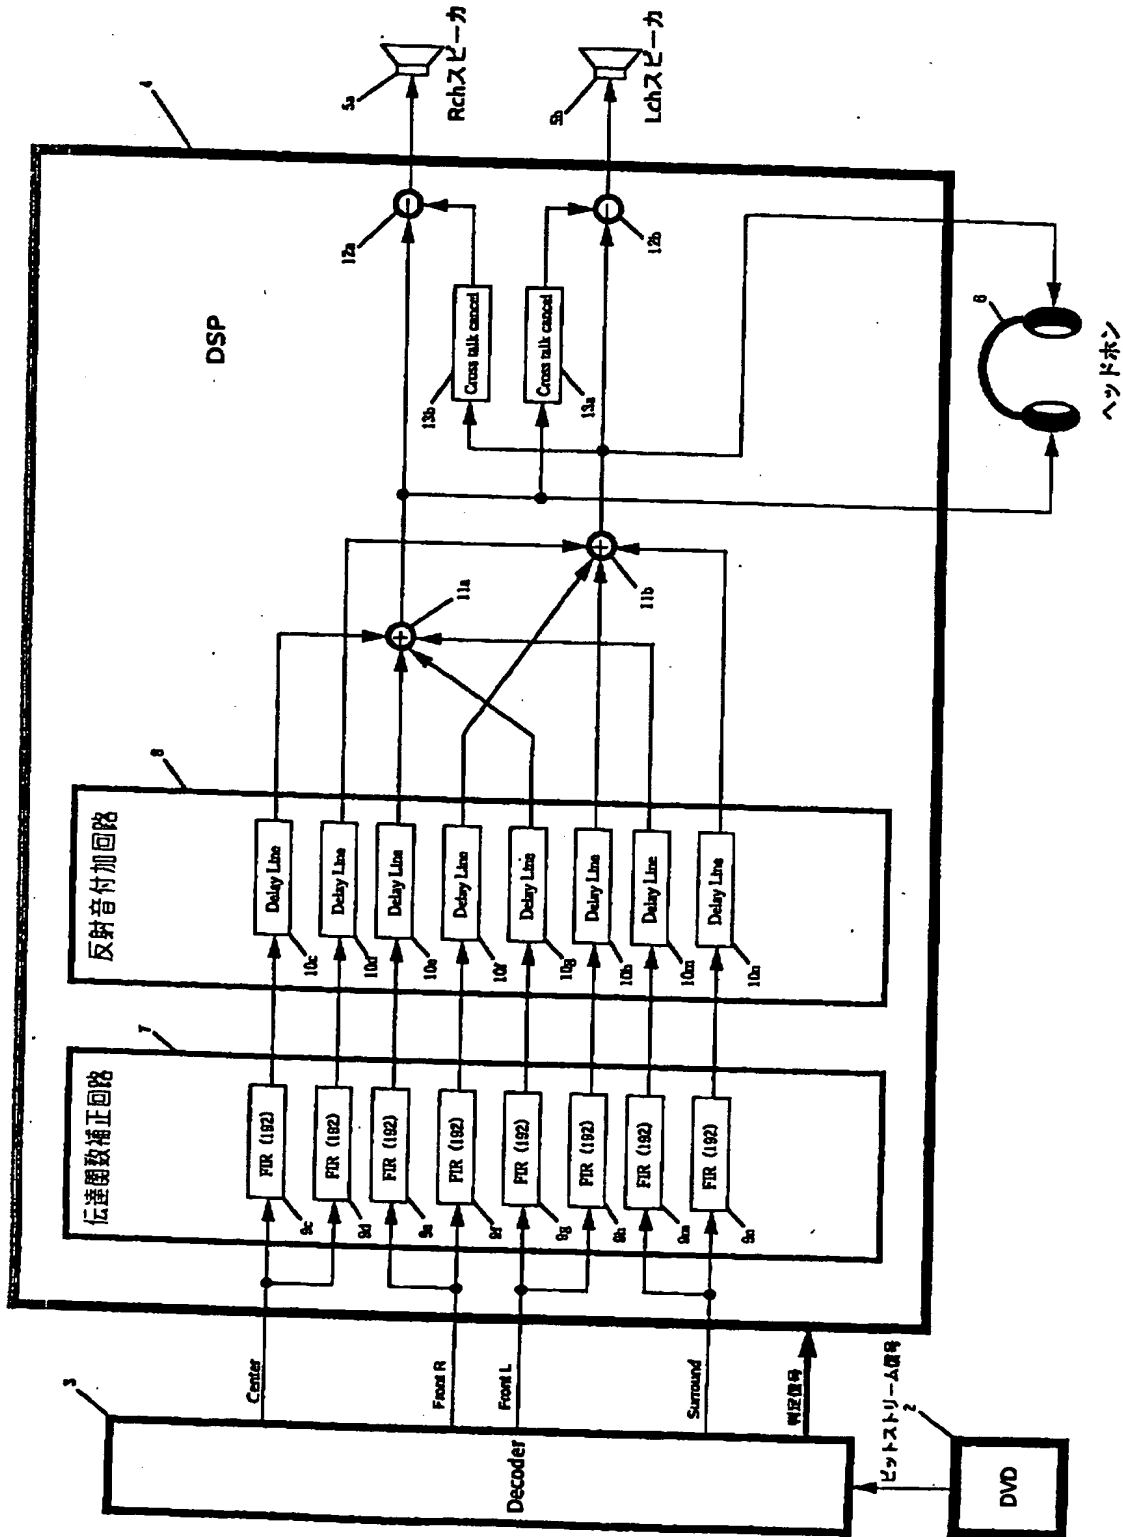 DVD
2
ビットストリーム信号
3
Decoder
Center
Front R
Front L
Surround
判定信号
4
DSP
7
伝達関数補正回路
FIR (192)
9c
FIR (192)
9d
FIR (192)
9e
FIR (192)
9f
FIR (192)
9g
FIR (192)
9h
FIR (192)
9m
FIR (192)
9n
8
反射音付加回路
Delay Line
10c
Delay Line
10d
Delay Line
10e
Delay Line
10f
Delay Line
10g
Delay Line
10h
Delay Line
10m
Delay Line
10n
+
11a
+
11b
Cross talk cancel
13b
Cross talk cancel
13a
−
12a
−
12b
5a
Rchスピーカ
5b
Lchスピーカ
6
ヘッドホン